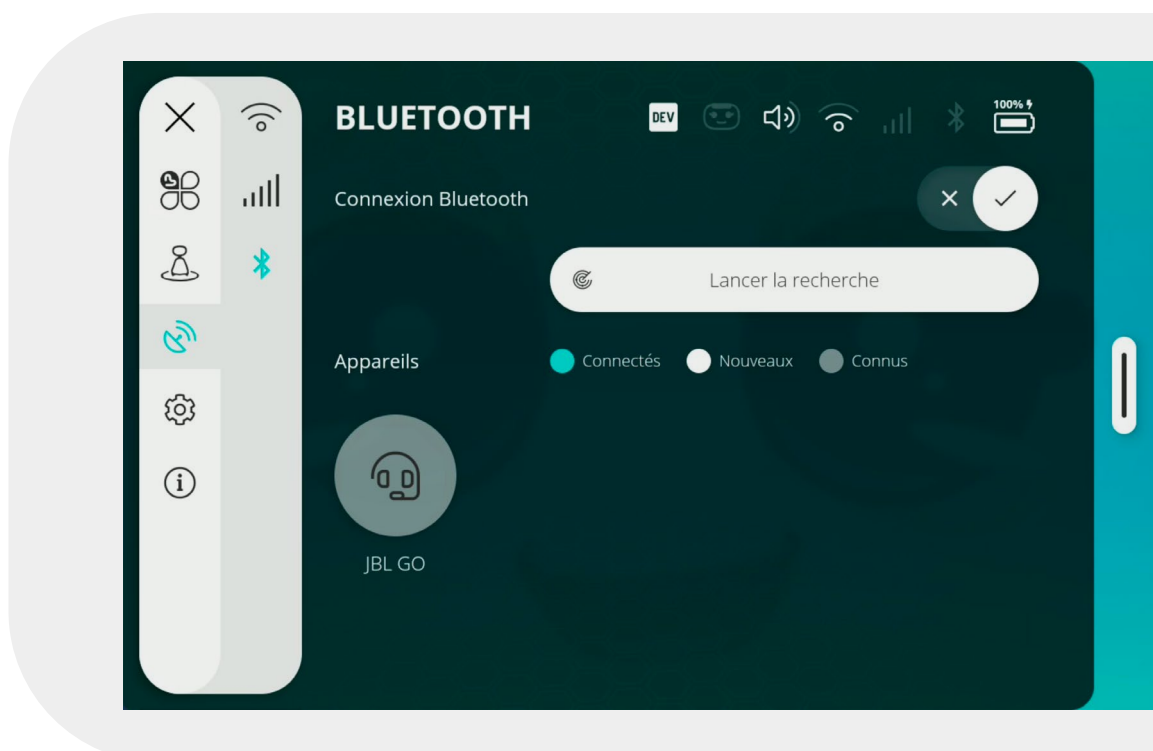 BLUETOOTH
DEV
100%
Connexion Bluetooth
Lancer la recherche
Appareils
Connectés
Nouveaux
Connus
JBL GO